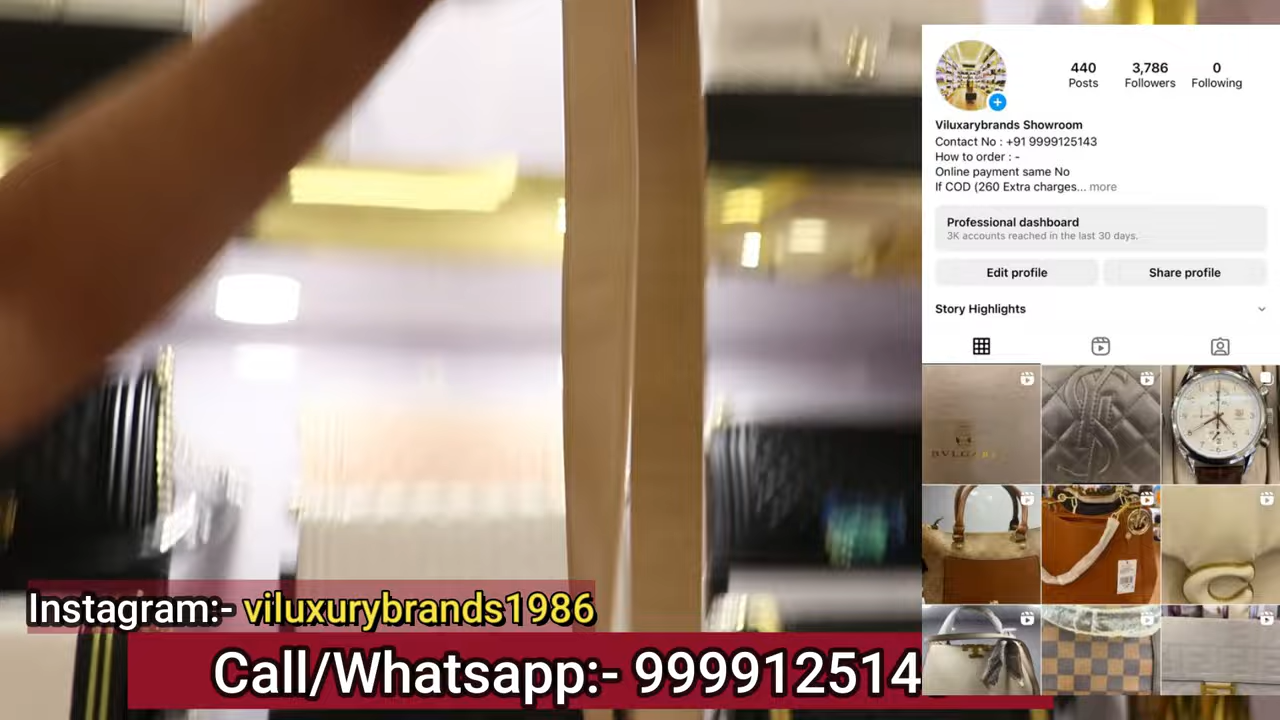 440
3,786
0
Posts
Followers
Following
Viluxarybrands Showroom
Contact No : +91 9999125143
How to order : -
Online payment same No
If COD (260 Extra charges... more
Professional dashboard
3K accounts reached in the last 30 days.
Edit profile
Share profile
Story Highlights
Instagram:- viluxurybrands1986
Call/Whatsapp:- 999912514